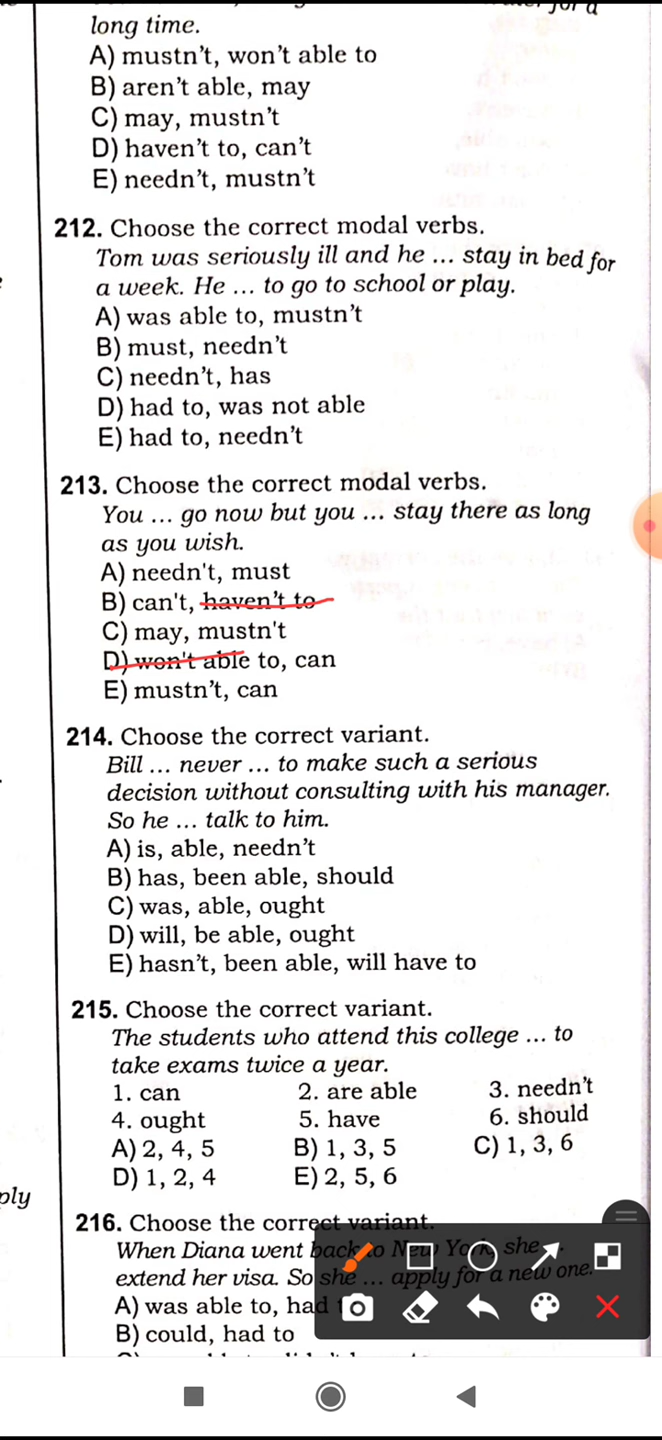 long time.
A) mustn't, won't able to
B) aren't able, may
C) may, mustn't
D) haven't to, can't
E) needn't, mustn't
212. Choose the correct modal verbs.
Tom was seriously ill and he ... stay in bed for
a week. He ... to go to school or play.
A) was able to, mustn't
B) must, needn't
C) needn't, has
D) had to, was not able
E) had to, needn't
213. Choose the correct modal verbs.
You ... go now but you ... stay there as long
as you wish.
A) needn't, must
B) can't, haven't to
C) may, mustn't
D) won't able to, can
E) mustn't, can
214. Choose the correct variant.
Bill ... never ... to make such a serious
decision without consulting with his manager.
So he ... talk to him.
A) is, able, needn't
B) has, been able, should
C) was, able, ought
D) will, be able, ought
E) hasn't, been able, will have to
215. Choose the correct variant.
The students who attend this college ... to
take exams twice a year.
1. can 2. are able 3. needn't
4. ought 5. have 6. should
A) 2, 4, 5 B) 1, 3, 5 C) 1, 3, 6
D) 1, 2, 4 E) 2, 5, 6
ply
216. Choose the correct variant.
When Diana went back to New York, she ...
extend her visa. So she ... apply for a new one.
A) was able to, had
B) could, had to